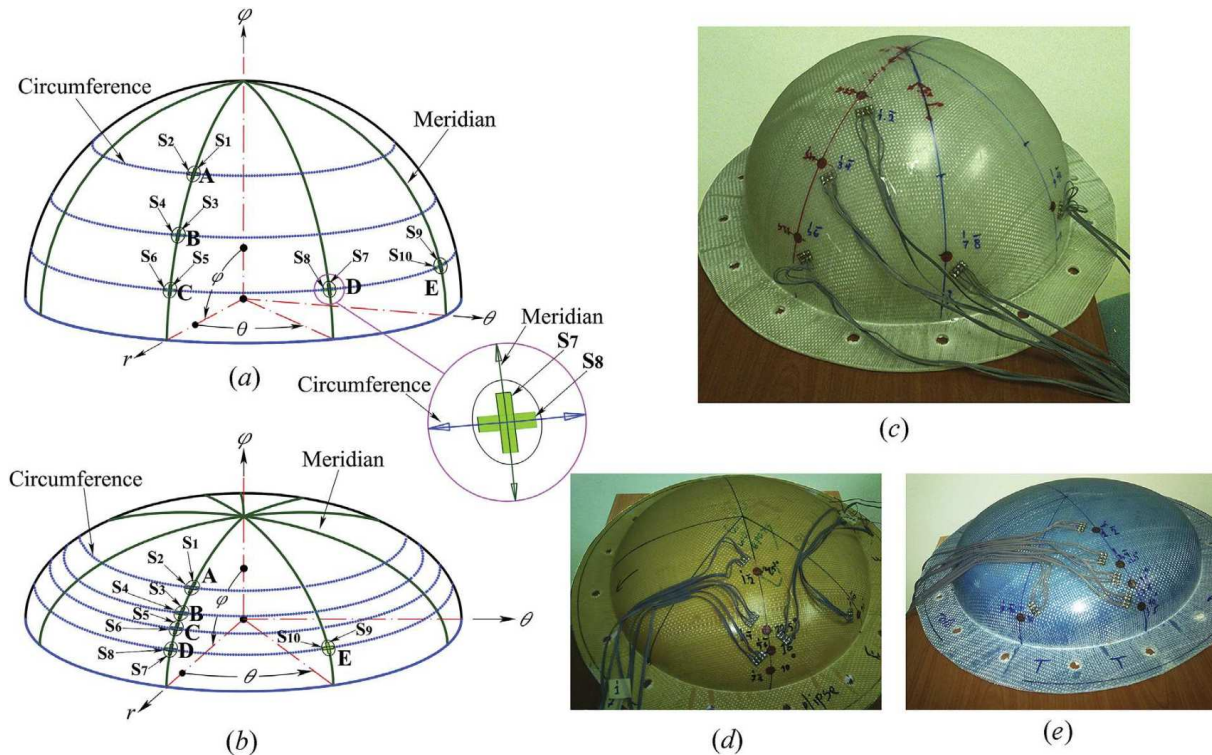 φ
Circumference
Meridian
S2 S1
A
S4 S3
B
S6 S5
C
S8 S7
D
S9
S10
E
φ
θ
θ
r
(a)
Meridian
S7
S8
Circumference
(c)
φ
Circumference
Meridian
S1
S2
A
S4 S3
B
S5
S6
C
S8
D
S7
S10 S9
E
φ
θ
θ
r
(b)
(d)
(e)